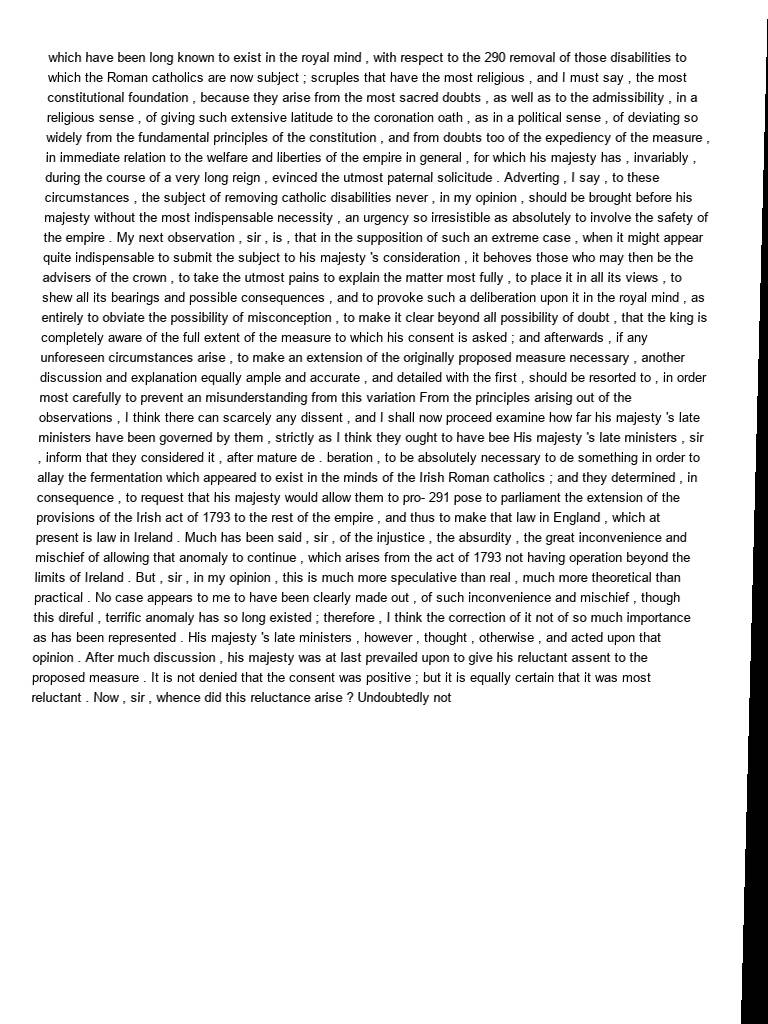 which have been long known to exist in the royal mind , with respect to the 290 removal of those disabilities to
which the Roman catholics are now subject ; scruples that have the most religious , and I must say , the most
constitutional foundation , because they arise from the most sacred doubts , as well as to the admissibility , in a
religious sense , of giving such extensive latitude to the coronation oath , as in a political sense , of deviating so
widely from the fundamental principles of the constitution , and from doubts too of the expediency of the measure ,
in immediate relation to the welfare and liberties of the empire in general , for which his majesty has , invariably ,
during the course of a very long reign , evinced the utmost paternal solicitude . Adverting , I say , to these
circumstances , the subject of removing catholic disabilities never , in my opinion , should be brought before his
majesty without the most indispensable necessity , an urgency so irresistible as absolutely to involve the safety of
the empire . My next observation , sir , is , that in the supposition of such an extreme case , when it might appear
quite indispensable to submit the subject to his majesty 's consideration , it behoves those who may then be the
advisers of the crown , to take the utmost pains to explain the matter most fully , to place it in all its views , to
shew all its bearings and possible consequences , and to provoke such a deliberation upon it in the royal mind , as
entirely to obviate the possibility of misconception , to make it clear beyond all possibility of doubt , that the king is
completely aware of the full extent of the measure to which his consent is asked ; and afterwards , if any
unforeseen circumstances arise , to make an extension of the originally proposed measure necessary , another
discussion and explanation equally ample and accurate , and detailed with the first , should be resorted to , in order
most carefully to prevent an misunderstanding from this variation From the principles arising out of the
observations , I think there can scarcely any dissent , and I shall now proceed examine how far his majesty 's late
ministers have been governed by them , strictly as I think they ought to have bee His majesty 's late ministers , sir
, inform that they considered it , after mature de . beration , to be absolutely necessary to do something in order to
allay the fermentation which appeared to exist in the minds of the Irish Roman catholics ; and they determined , in
consequence , to request that his majesty would allow them to pro- 291 pose to parliament the extension of the
provisions of the Irish act of 1793 to the rest of the empire , and thus to make that law in England , which at
present is law in Ireland . Much has been said , sir , of the injustice , the absurdity , the great inconvenience and
mischief of allowing that anomaly to continue , which arises from the act of 1793 not having operation beyond the
limits of Ireland . But , sir , in my opinion , this is much more speculative than real , much more theoretical than
practical . No case appears to me to have been clearly made out , of such inconvenience and mischief , though
this direful , terrific anomaly has so long existed ; therefore , I think the correction of it not of so much importance
as has been represented . His majesty 's late ministers , however , thought , otherwise , and acted upon that
opinion . After much discussion , his majesty was at last prevailed upon to give his reluctant assent to the
proposed measure . It is not denied that the consent was positive ; but it is equally certain that it was most
reluctant . Now , sir , whence did this reluctance arise ? Undoubtedly not